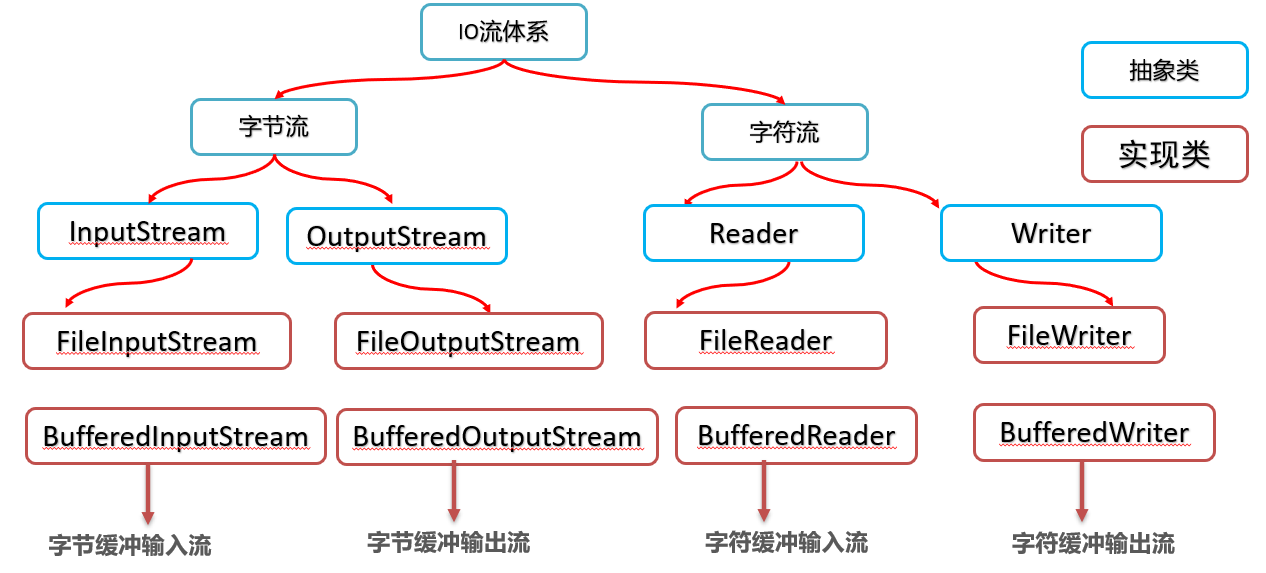 IO流体系
抽象类
字节流
字符流
实现类
InputStream
OutputStream
Reader
Writer
FileInputStream
FileOutputStream
FileReader
FileWriter
BufferedInputStream
BufferedOutputStream
BufferedReader
BufferedWriter
字节缓冲输入流
字节缓冲输出流
字符缓冲输入流
字符缓冲输出流